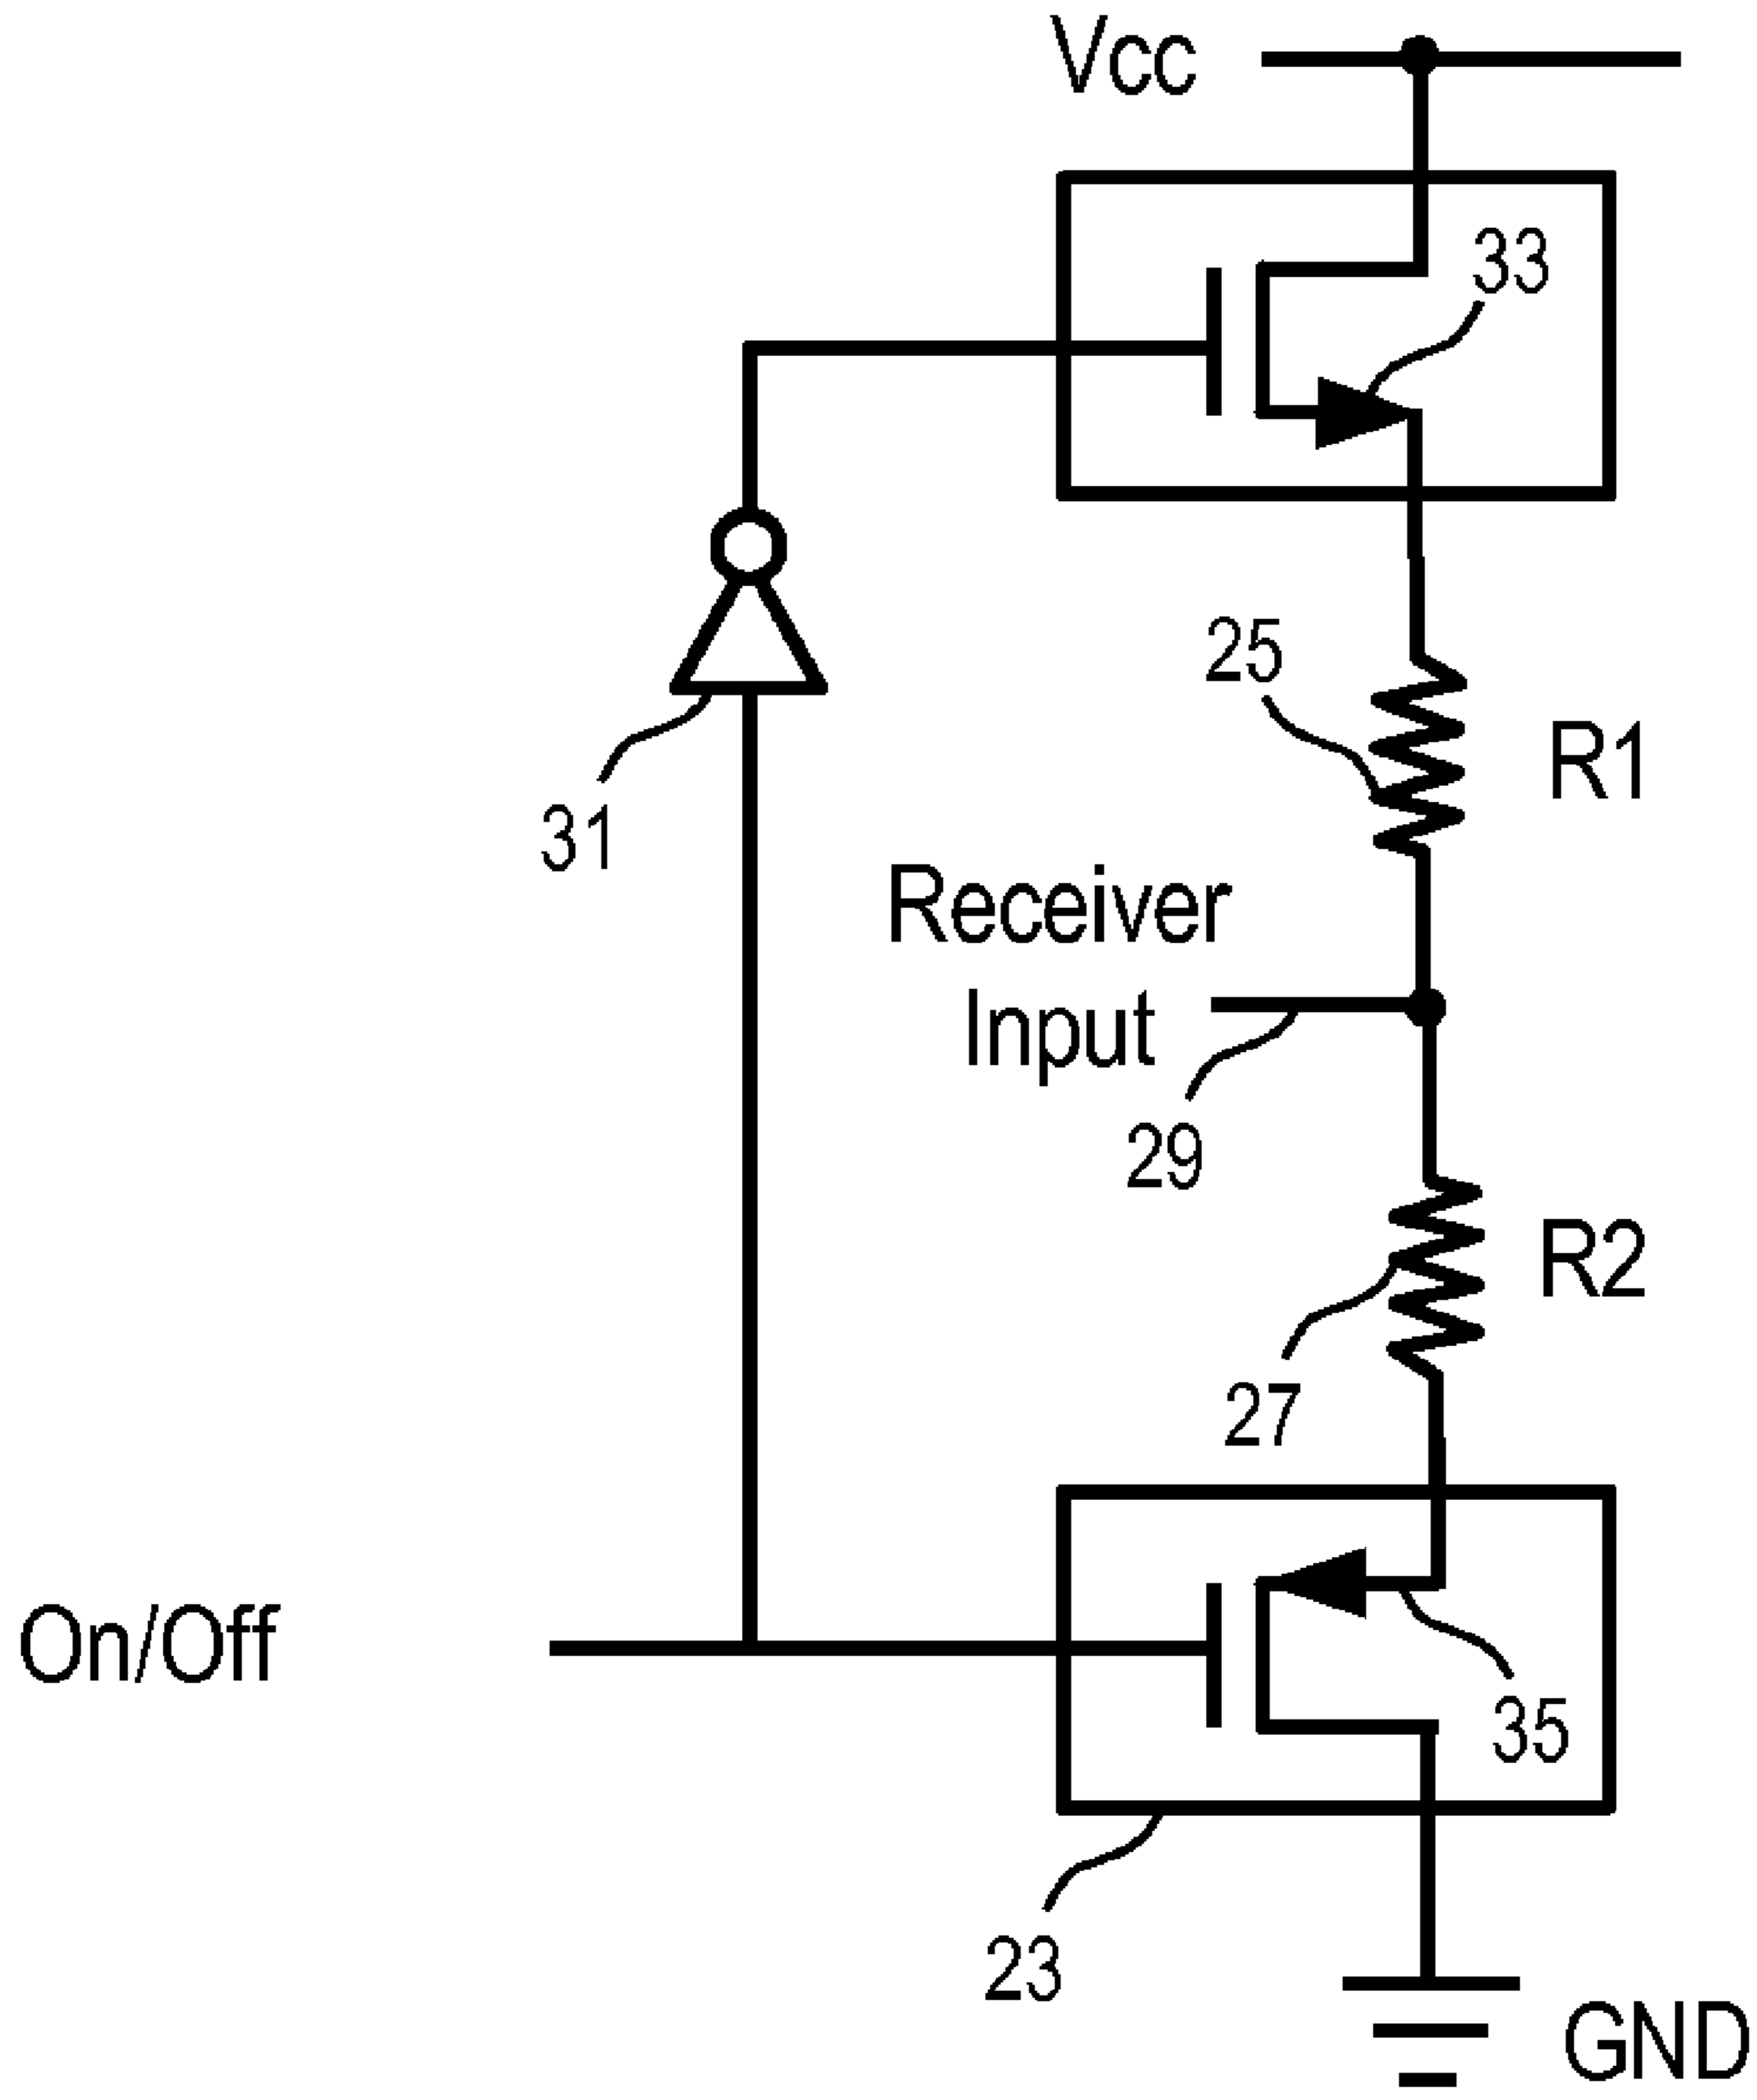 Vcc
33
25
R1
31
Receiver
Input
29
R2
27
On/Off
35
23
GND